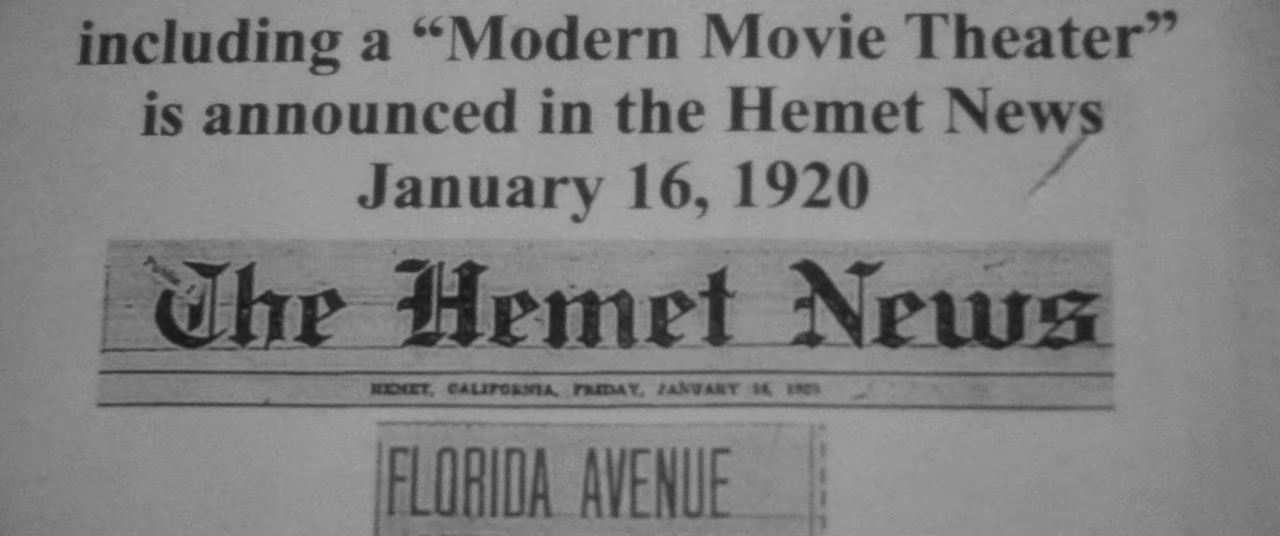 including a “Modern Movie Theater”
is announced in the Hemet News
January 16, 1920
The Hemet News
HEMET, CALIFORNIA, FRIDAY, JANUARY 16, 1920
FLORIDA AVENUE